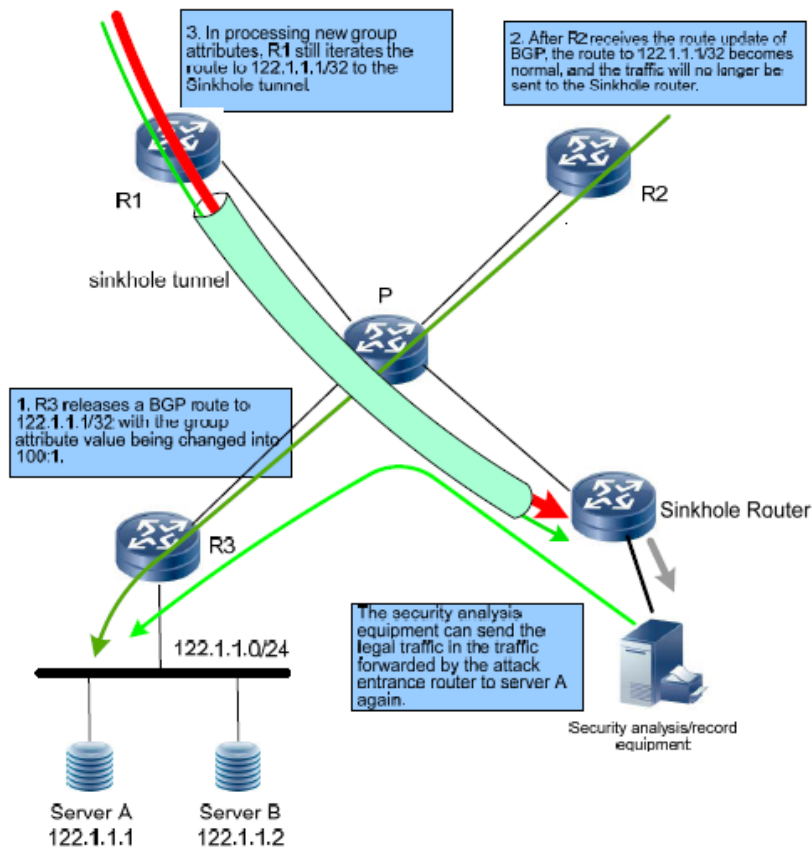 3. In processing new group
attributes, R1 still iterates the
route to 122.1.1.1/32 to the
Sinkhole tunnel.
2. After R2 receives the route update of
BGP, the route to 122.1.1.1/32 becomes
normal, and the traffic will no longer be
sent to the Sinkhole router.
R1
R2
sinkhole tunnel
P
1. R3 releases a BGP route to
122.1.1.1/32 with the group
attribute value being changed into
100:1.
Sinkhole Router
R3
The security analysis
equipment can send the
legal traffic in the traffic
forwarded by the attack
entrance router to server A
again.
122.1.1.0/24
Security analysis/record
equipment
Server A
122.1.1.1
Server B
122.1.1.2